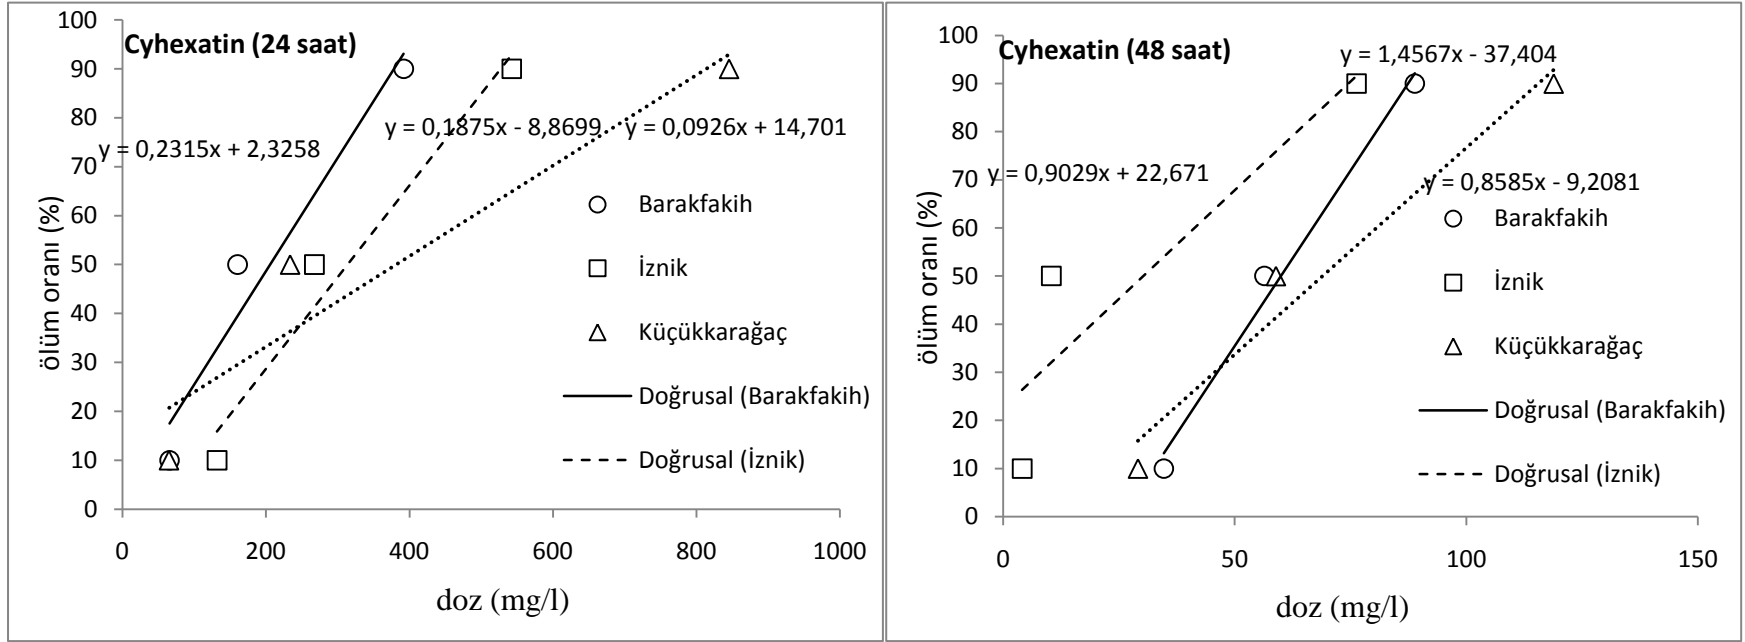 Cyhexatin (24 saat)
100
90
80
70
60
50
40
30
20
10
0
ölüm oranı (%)
y = 0,2315x + 2,3258
y = 0,1875x - 8,8699
y = 0,0926x + 14,701
Barakfakih
İznik
Küçükkarağaç
Doğrusal (Barakfakih)
Doğrusal (İznik)
0 200 400 600 800 1000
doz (mg/l)
Cyhexatin (48 saat)
100
90
80
70
60
50
40
30
20
10
0
ölüm oranı (%)
y = 1,4567x - 37,404
y = 0,9029x + 22,671
y = 0,8585x - 9,2081
Barakfakih
İznik
Küçükkarağaç
Doğrusal (Barakfakih)
Doğrusal (İznik)
0 50 100 150
doz (mg/l)